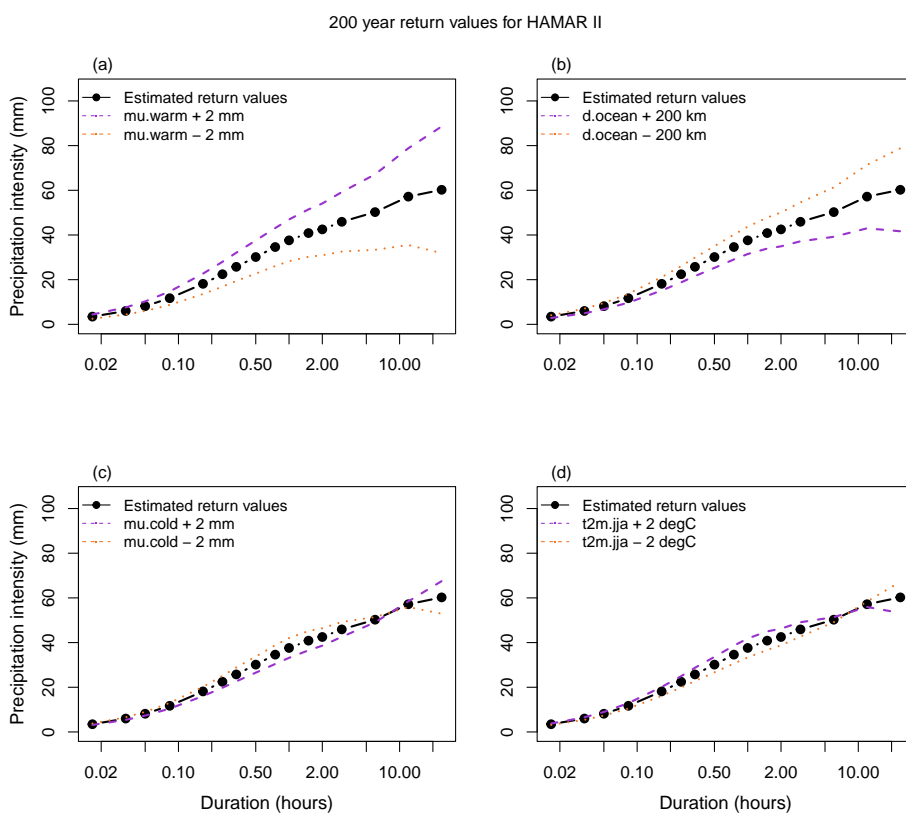 200 year return values for HAMAR II
(a)
Estimated return values
mu.warm + 2 mm
mu.warm − 2 mm
Precipitation intensity (mm)
0 20 40 60 80 100
0.02 0.10 0.50 2.00 10.00
(b)
Estimated return values
d.ocean + 200 km
d.ocean − 200 km
0 20 40 60 80 100
0.02 0.10 0.50 2.00 10.00
(c)
Estimated return values
mu.cold + 2 mm
mu.cold − 2 mm
Precipitation intensity (mm)
0 20 40 60 80 100
0.02 0.10 0.50 2.00 10.00
Duration (hours)
(d)
Estimated return values
t2m.jja + 2 degC
t2m.jja − 2 degC
0 20 40 60 80 100
0.02 0.10 0.50 2.00 10.00
Duration (hours)